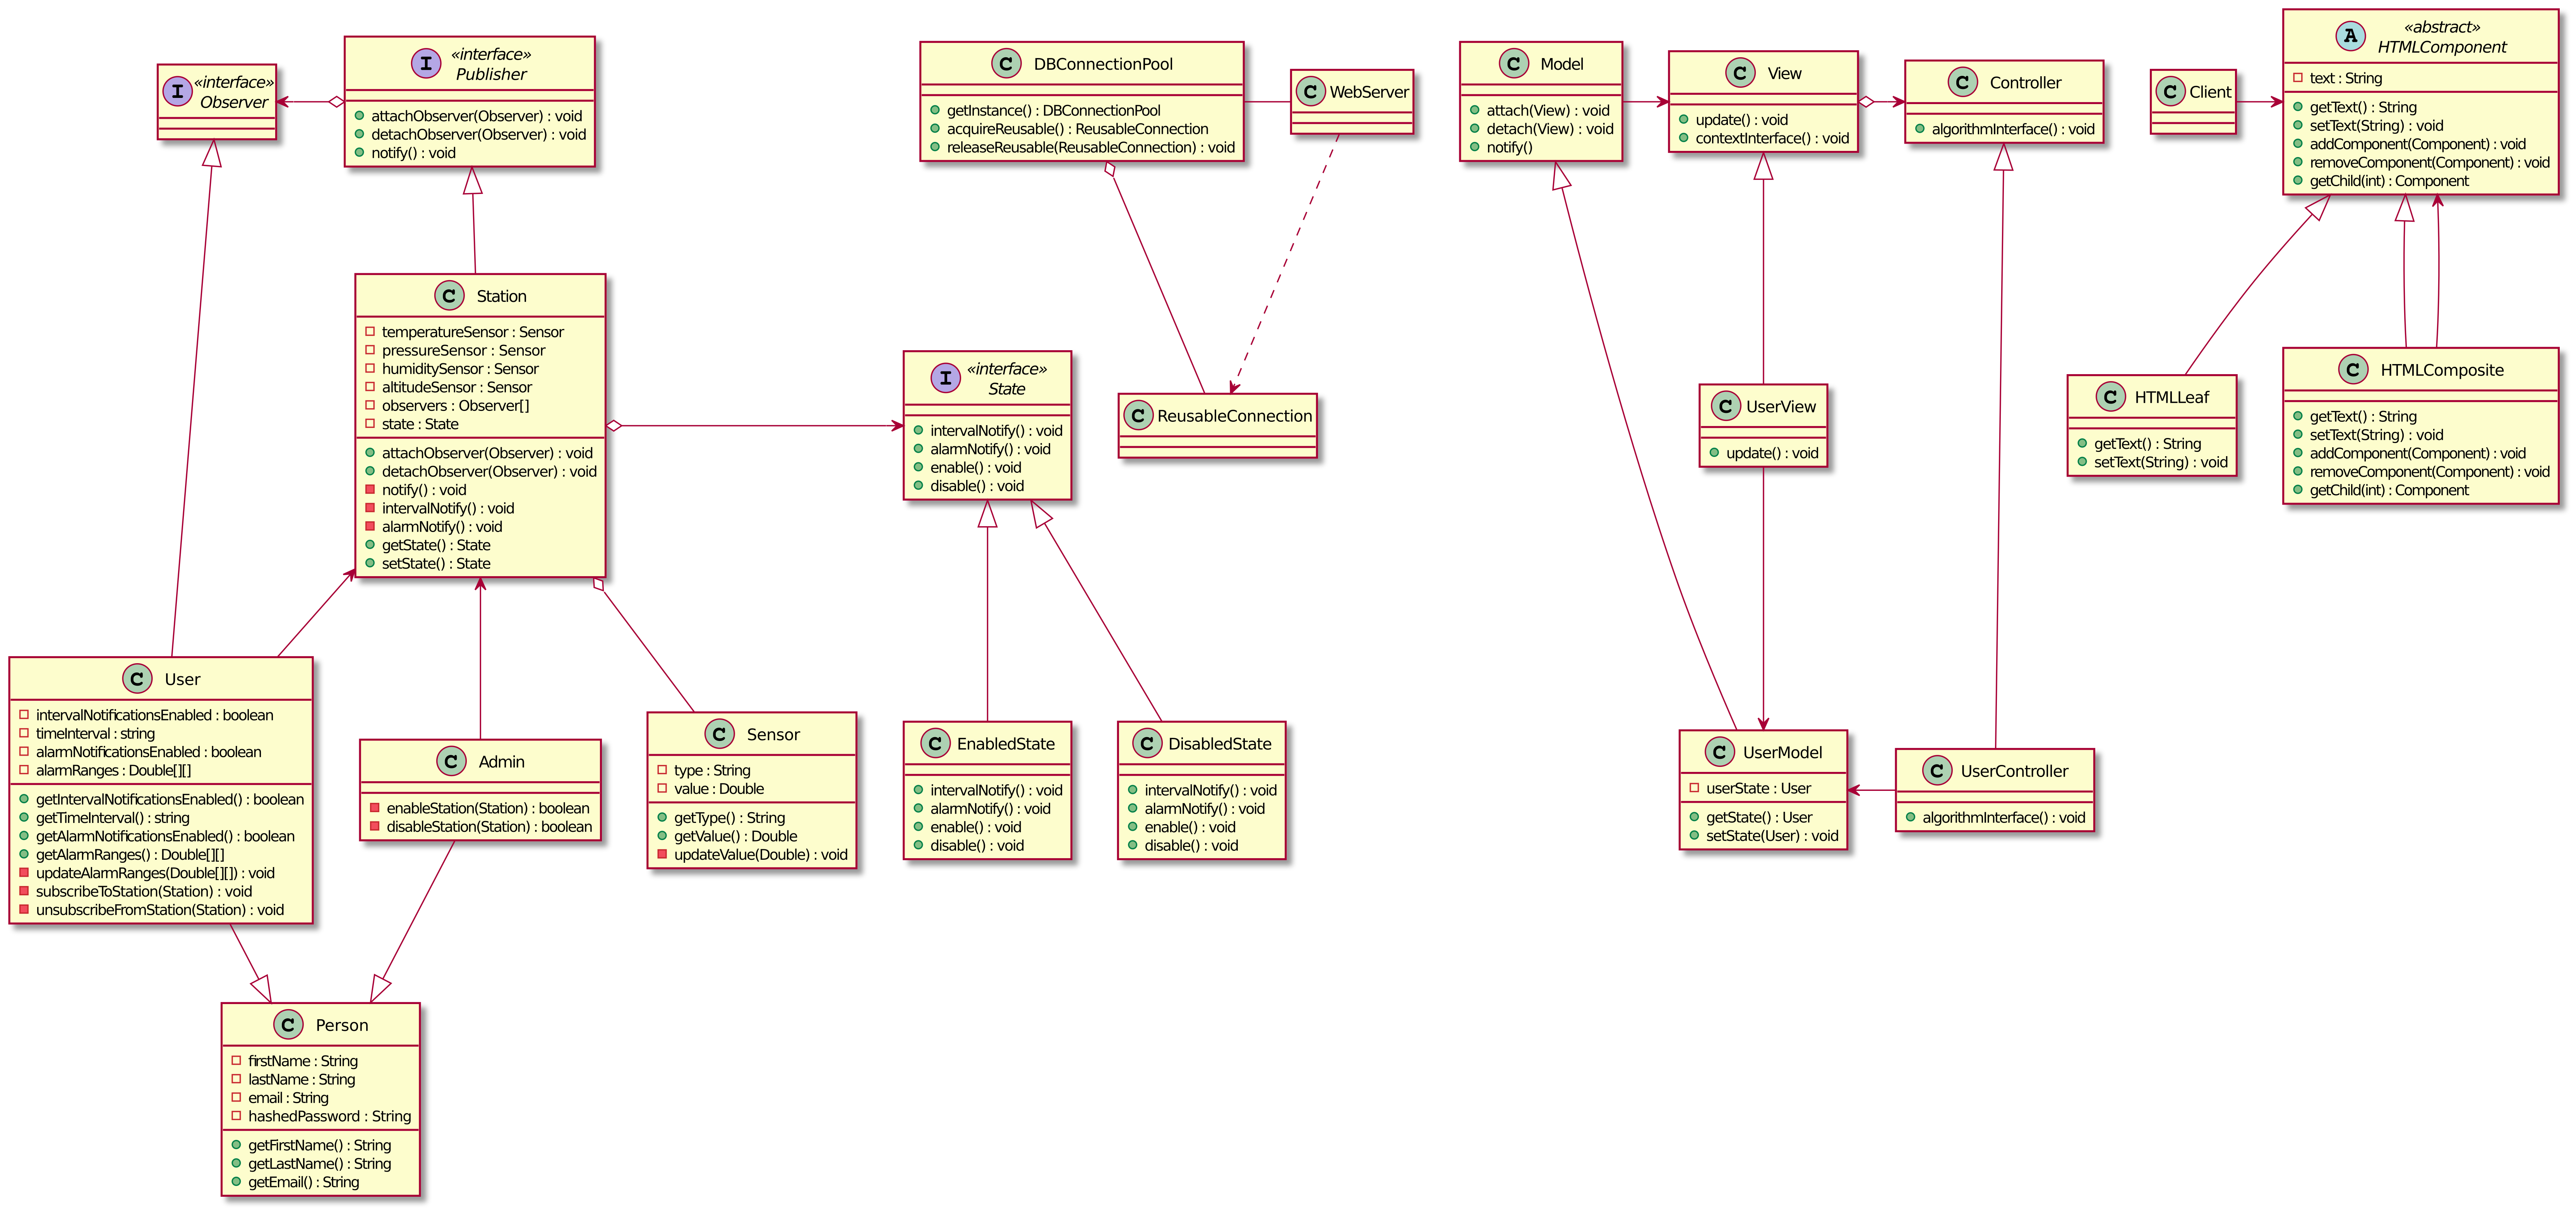 «interface»
Observer
«interface»
Publisher
attachObserver(Observer) : void
detachObserver(Observer) : void
notify() : void
Station
temperatureSensor : Sensor
pressureSensor : Sensor
humiditySensor : Sensor
altitudeSensor : Sensor
observers : Observer[]
state : State
attachObserver(Observer) : void
detachObserver(Observer) : void
notify() : void
intervalNotify() : void
alarmNotify() : void
getState() : State
setState() : State
User
intervalNotificationsEnabled : boolean
timeInterval : string
alarmNotificationsEnabled : boolean
alarmRanges : Double[][]
getIntervalNotificationsEnabled() : boolean
getTimeInterval() : string
getAlarmNotificationsEnabled() : boolean
getAlarmRanges() : Double[][]
updateAlarmRanges(Double[][]) : void
subscribeToStation(Station) : void
unsubscribeFromStation(Station) : void
Admin
enableStation(Station) : boolean
disableStation(Station) : boolean
Sensor
type : String
value : Double
getType() : String
getValue() : Double
updateValue(Double) : void
Person
firstName : String
lastName : String
email : String
hashedPassword : String
getFirstName() : String
getLastName() : String
getEmail() : String
«interface»
State
intervalNotify() : void
alarmNotify() : void
enable() : void
disable() : void
EnabledState
intervalNotify() : void
alarmNotify() : void
enable() : void
disable() : void
DisabledState
intervalNotify() : void
alarmNotify() : void
enable() : void
disable() : void
DBConnectionPool
getInstance() : DBConnectionPool
acquireReusable() : ReusableConnection
releaseReusable(ReusableConnection) : void
WebServer
ReusableConnection
Model
attach(View) : void
detach(View) : void
notify()
View
update() : void
contextInterface() : void
Controller
algorithmInterface() : void
UserView
update() : void
UserModel
userState : User
getState() : User
setState(User) : void
UserController
algorithmInterface() : void
Client
«abstract»
HTMLComponent
text : String
getText() : String
setText(String) : void
addComponent(Component) : void
removeComponent(Component) : void
getChild(int) : Component
HTMLLeaf
getText() : String
setText(String) : void
HTMLComposite
getText() : String
setText(String) : void
addComponent(Component) : void
removeComponent(Component) : void
getChild(int) : Component